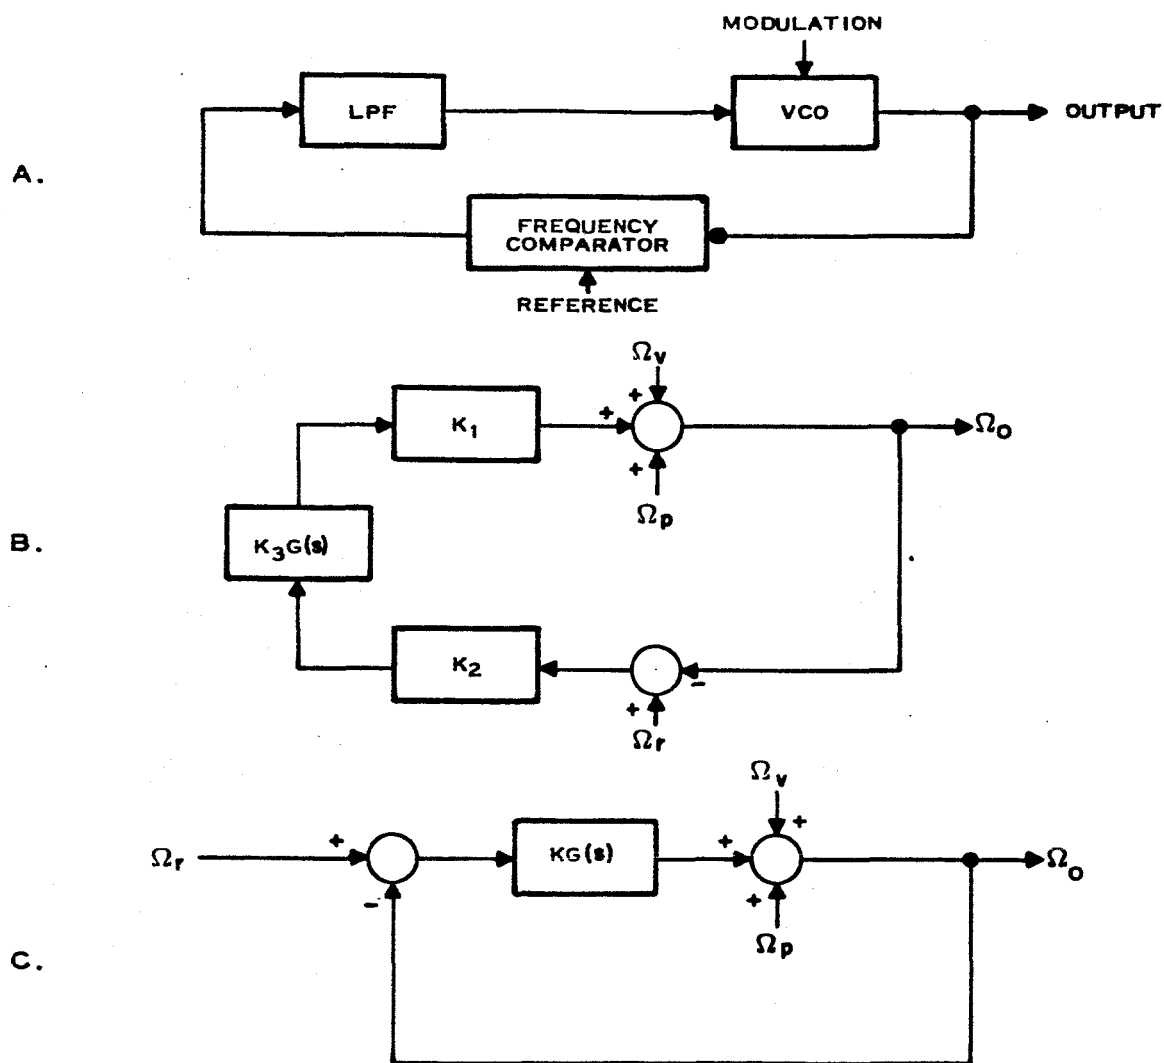 MODULATION
LPF
VCO
OUTPUT
A.
FREQUENCY
COMPARATOR
REFERENCE
Ωv
+
K1
+
Ωo
+
Ωp
K3G(s)
B.
K2
-
+
Ωr
Ωv
+
Ωr
+
KG(s)
+
Ωo
-
+
Ωp
C.